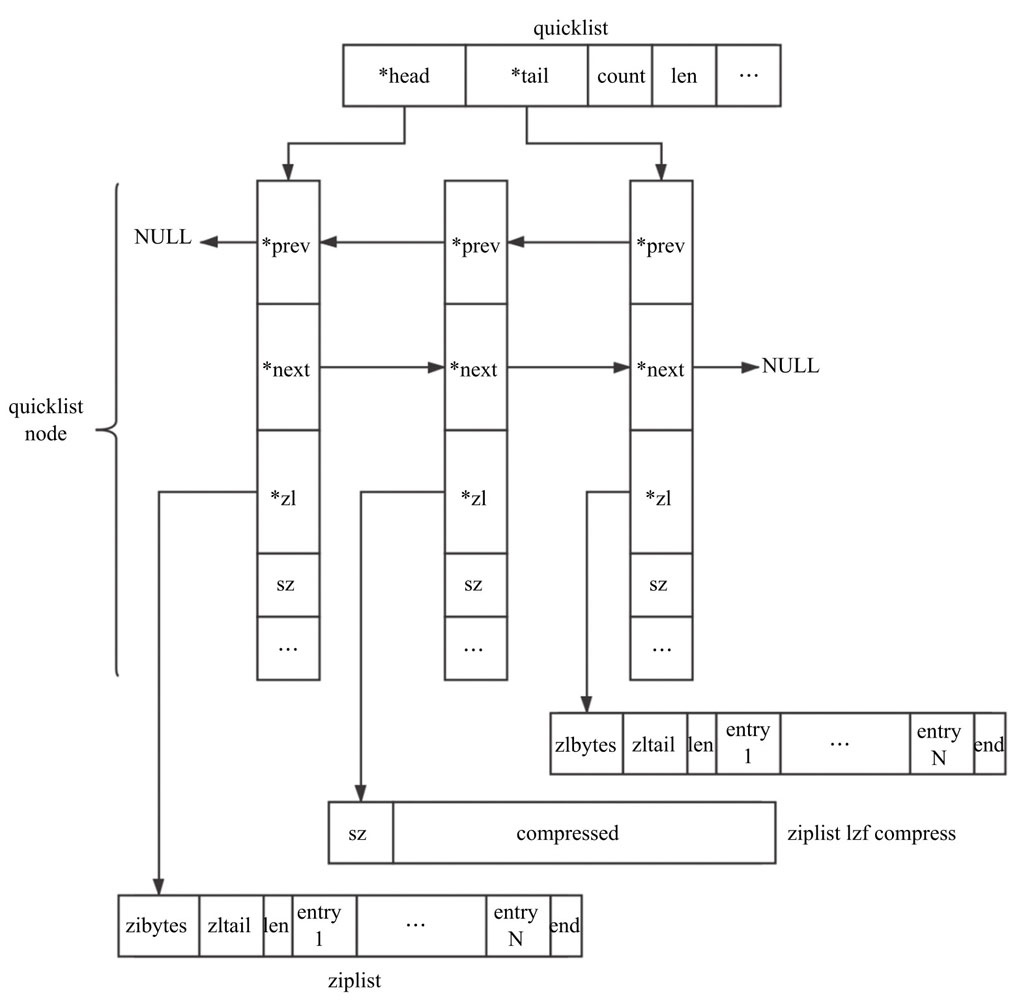 quicklist
*head *tail count len ...
NULL *prev *prev *prev
*next *next *next NULL
quicklist
node
*zl *zl *zl
sz sz sz
... ... ...
zlbytes zltail len entry 1 ... entry N end
sz compressed ziplist lzf compress
zibytes zltail len entry 1 ... entry N end
ziplist